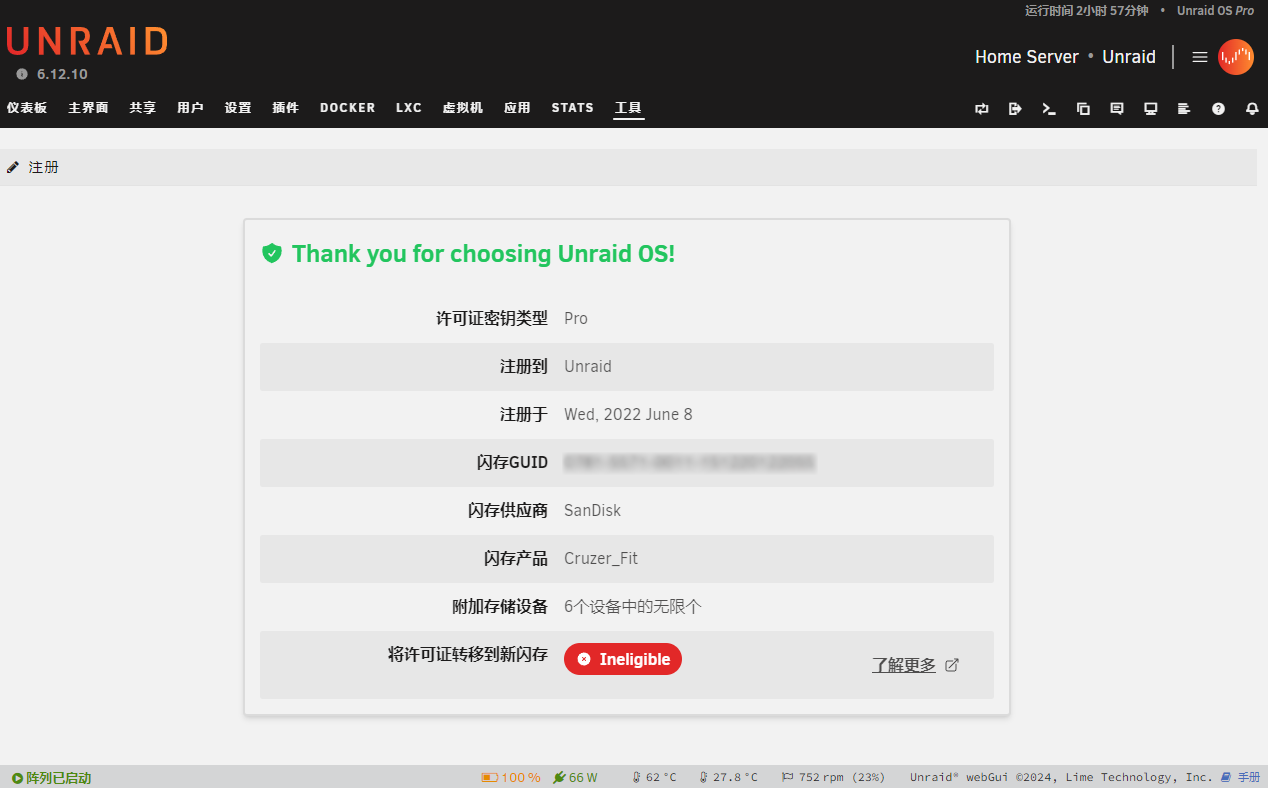 运行时间 2小时 57分钟 • Unraid OS Pro
UNRAID
6.12.10
Home Server • Unraid
仪表板 主界面 共享 用户 设置 插件 DOCKER LXC 虚拟机 应用 STATS 工具
注册
Thank you for choosing Unraid OS!
许可证密钥类型 Pro
注册到 Unraid
注册于 Wed, 2022 June 8
闪存GUID
闪存供应商 SanDisk
闪存产品 Cruzer_Fit
附加存储设备 6个设备中的无限个
将许可证转移到新闪存 Ineligible 了解更多
阵列已启动 100 % 66 W 62 °C 27.8 °C 752 rpm (23%) Unraid® webGui ©2024, Lime Technology, Inc. 手册